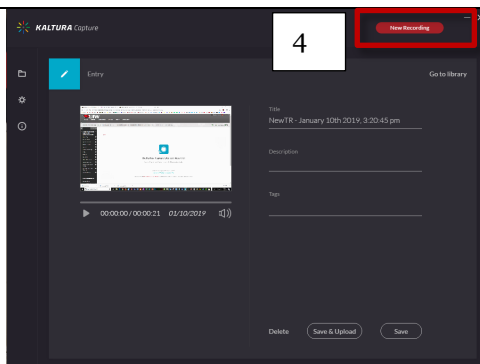 KALTURA Capture
4
New Recording
Entry
Go to library
Title
NewTR - January 10th 2019, 3:20:45 pm
Description
Tags
00:00:00 / 00:00:21 01/10/2019
Delete
Save & Upload
Save